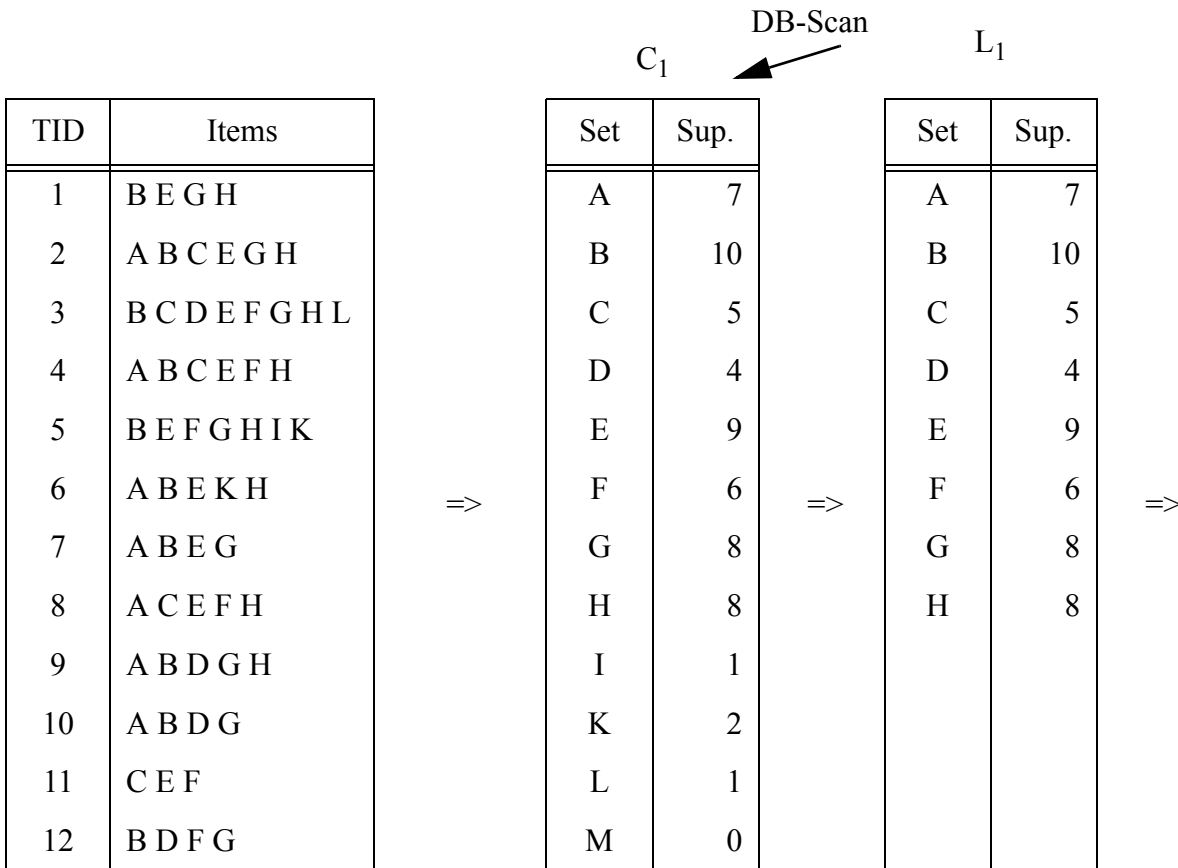 DB-Scan
C1 L1
TID Items Set Sup. Set Sup.
1 B E G H A 7 A 7
2 A B C E G H B 10 B 10
3 B C D E F G H L C 5 C 5
4 A B C E F H D 4 D 4
5 B E F G H I K E 9 E 9
6 A B E K H => F 6 => F 6 =>
7 A B E G G 8 G 8
8 A C E F H H 8 H 8
9 A B D G H I 1
10 A B D G K 2
11 C E F L 1
12 B D F G M 0